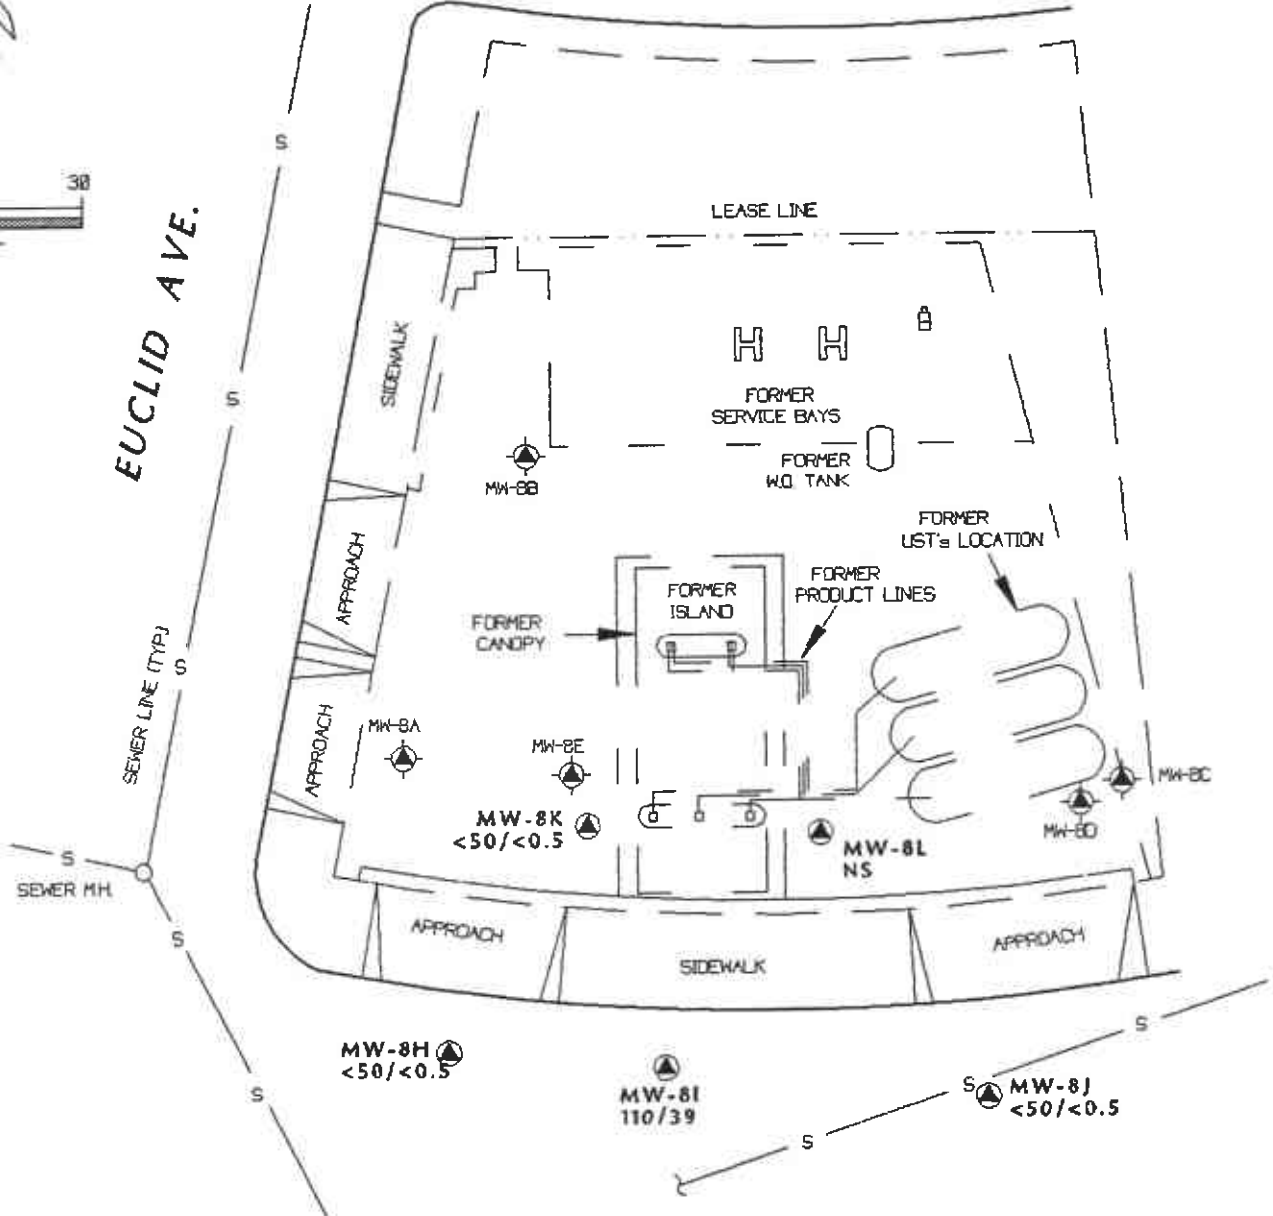 30
EUCLID AVE.
S
S
S
S
S
S
SEWER LINE (TYP.)
SEWER M.H.
LEASE LINE
SIDEWALK
FORMER
SERVICE BAYS
FORMER
W.O. TANK
MW-8B
FORMER
UST's LOCATION
APPROACH
FORMER
ISLAND
FORMER
PRODUCT LINES
FORMER
CANOPY
APPROACH
MW-8A
MW-8E
MW-8C
MW-8D
MW-8K
<50/<0.5
MW-8L
NS
APPROACH
SIDEWALK
APPROACH
MW-8H
<50/<0.5
MW-8I
110/39
MW-8J
<50/<0.5
S
S
S